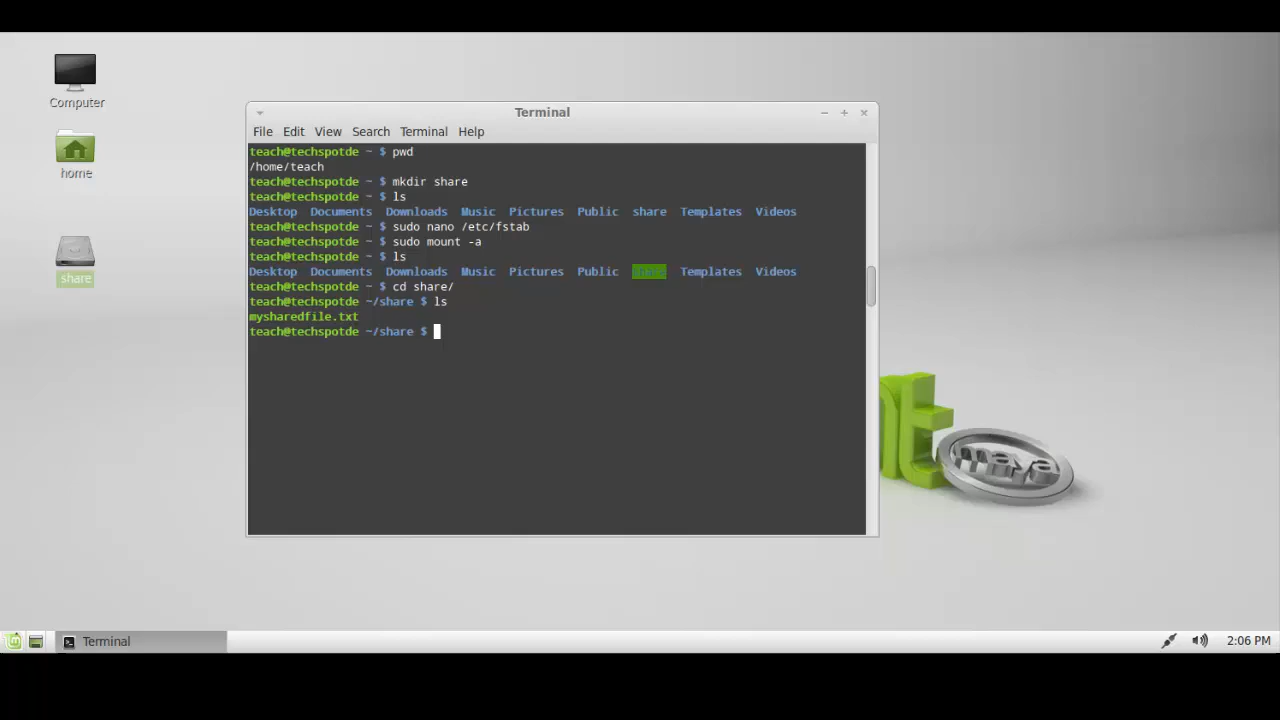 Computer
home
share
Terminal
File Edit View Search Terminal Help
teach@techspotde ~ $ pwd
/home/teach
teach@techspotde ~ $ mkdir share
teach@techspotde ~ $ ls
Desktop Documents Downloads Music Pictures Public share Templates Videos
teach@techspotde ~ $ sudo nano /etc/fstab
teach@techspotde ~ $ sudo mount -a
teach@techspotde ~ $ ls
Desktop Documents Downloads Music Pictures Public share Templates Videos
teach@techspotde ~ $ cd share/
teach@techspotde ~/share $ ls
mysharedfile.txt
teach@techspotde ~/share $
nt
maya
Terminal
2:06 PM